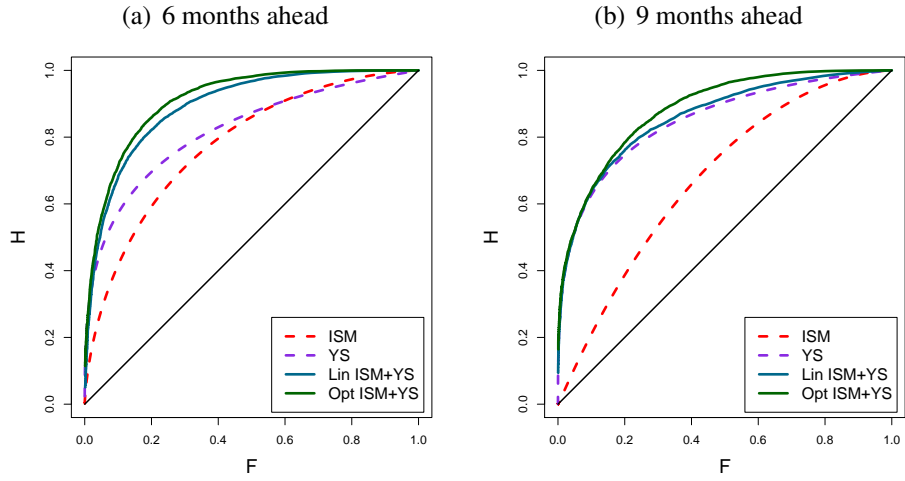 (a) 6 months ahead
H
1.0
0.8
0.6
0.4
0.2
0.0
0.0 0.2 0.4 0.6 0.8 1.0
F
ISM
YS
Lin ISM+YS
Opt ISM+YS
(b) 9 months ahead
H
1.0
0.8
0.6
0.4
0.2
0.0
0.0 0.2 0.4 0.6 0.8 1.0
F
ISM
YS
Lin ISM+YS
Opt ISM+YS